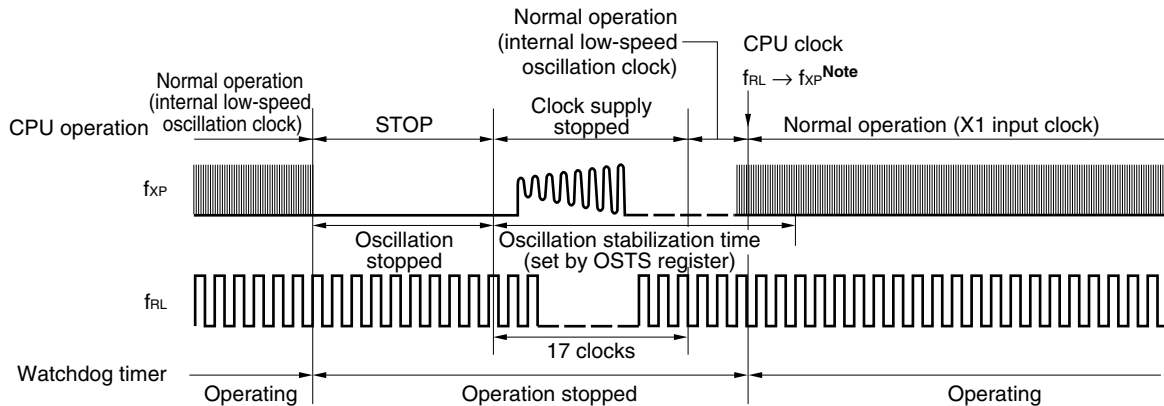 Normal operation
(internal low-speed
oscillation clock)
CPU clock
fRL → fXPNote
Normal operation
(internal low-speed
oscillation clock)
CPU operation
STOP
Clock supply
stopped
Normal operation (X1 input clock)
fXP
Oscillation
stopped
Oscillation stabilization time
(set by OSTS register)
fRL
17 clocks
Watchdog timer
Operating
Operation stopped
Operating